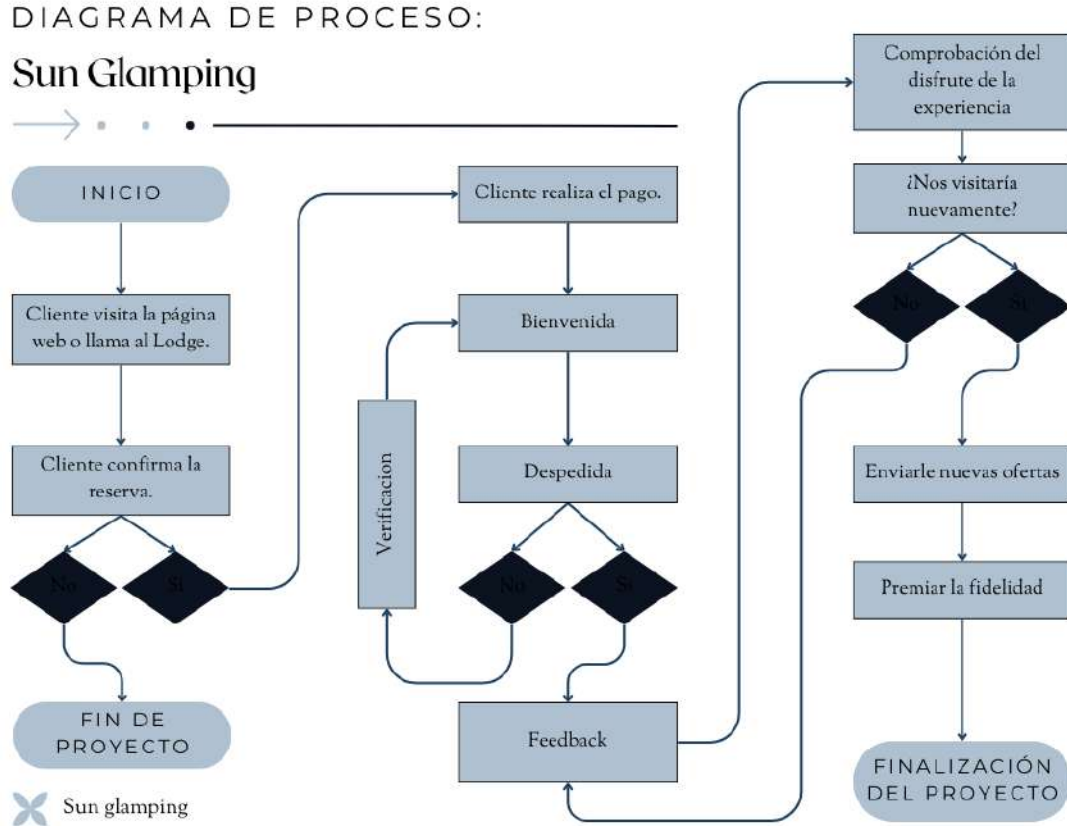 DIAGRAMA DE PROCESO:
Sun Glamping
INICIO
Cliente visita la página
web o llama al Lodge.
Cliente confirma la
reserva.
No
Si
FIN DE
PROYECTO
Sun glamping
Cliente realiza el pago.
Bienvenida
Verificacion
Despedida
No
Si
Feedback
Comprobación del
disfrute de la
experiencia
¿Nos visitaría
nuevamente?
No
Si
Enviarle nuevas ofertas
Premiar la fidelidad
FINALIZACIÓN
DEL PROYECTO